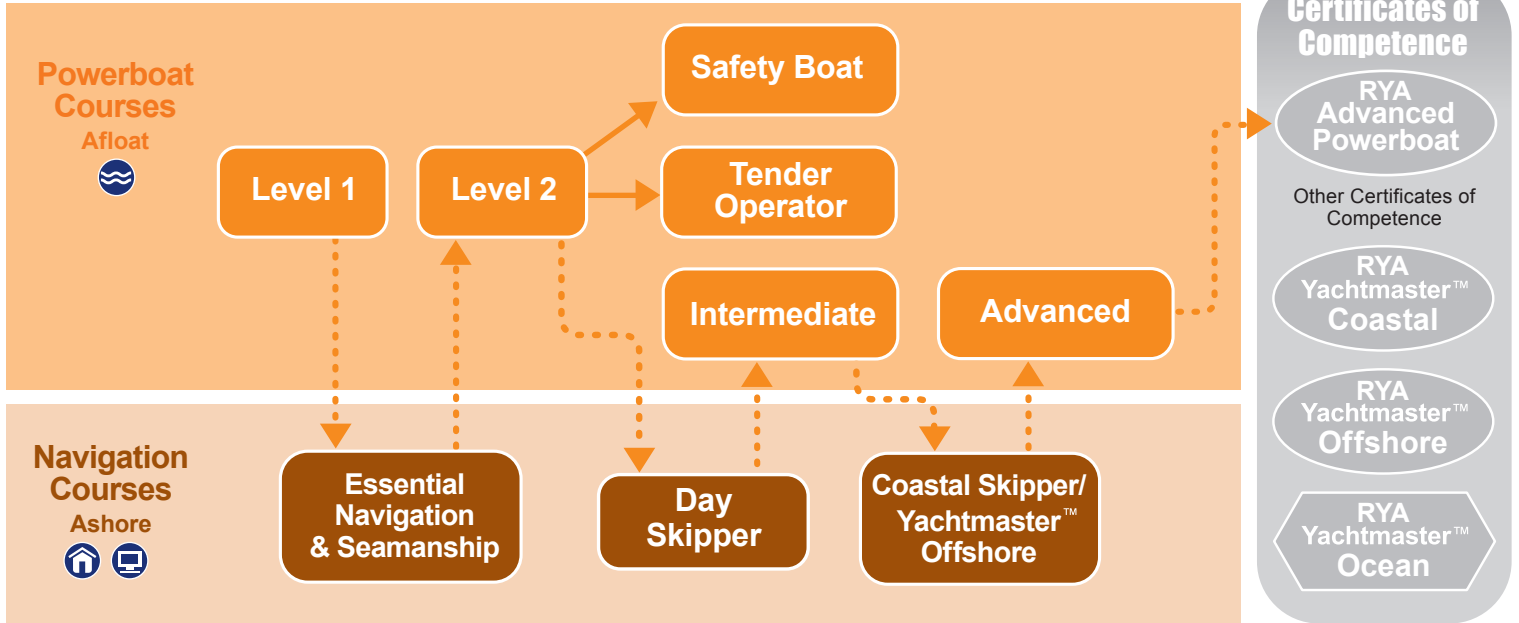 Powerboat
Courses
Afloat
Level 1
Level 2
Safety Boat
Tender
Operator
Intermediate
Advanced
Navigation
Courses
Ashore
Essential
Navigation
& Seamanship
Day
Skipper
Coastal Skipper/
Yachtmaster™
Offshore
Certificates of
Competence
RYA
Advanced
Powerboat
Other Certificates of
Competence
RYA
Yachtmaster™
Coastal
RYA
Yachtmaster™
Offshore
RYA
Yachtmaster™
Ocean